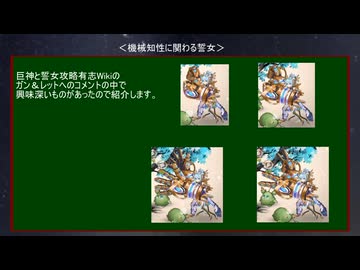 ＜機械知性に関わる誓女＞
巨神と誓女攻略有志Wikiの
ガン＆レットへのコメントの中で
興味深いものがあったので紹介します。